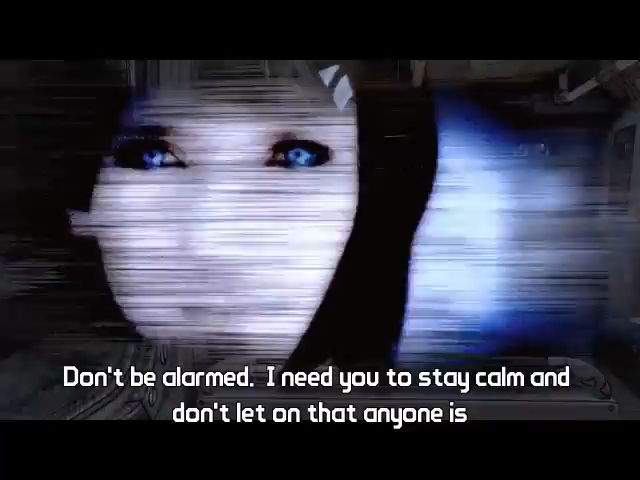 Don't be alarmed.  I need you to stay calm and
don't let on that anyone is